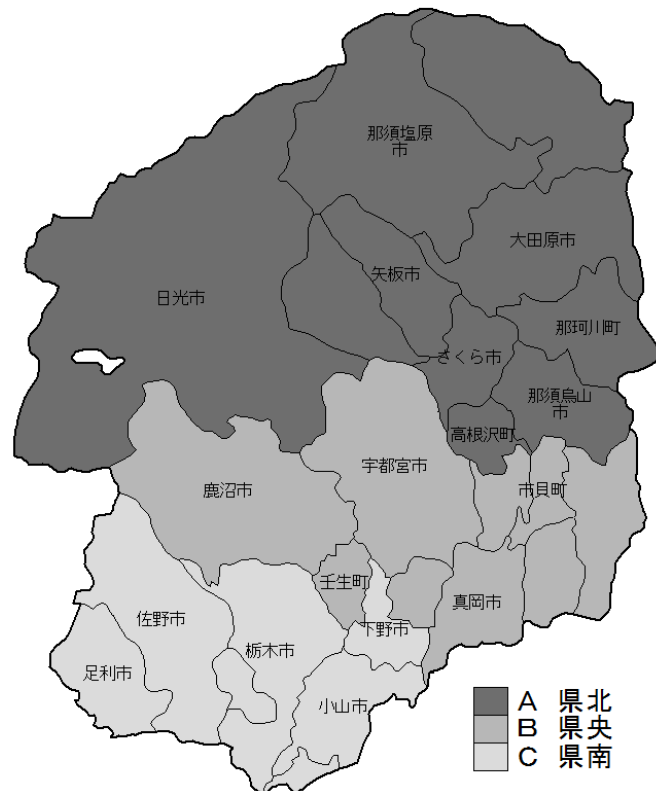 那須塩原
市
大田原市
矢板市
日光市
那珂川町
さくら市
那須烏山
市
高根沢町
宇都宮市
鹿沼市
市貝町
壬生町
真岡市
佐野市
下野市
栃木市
足利市
小山市
A 県北
B 県央
C 県南